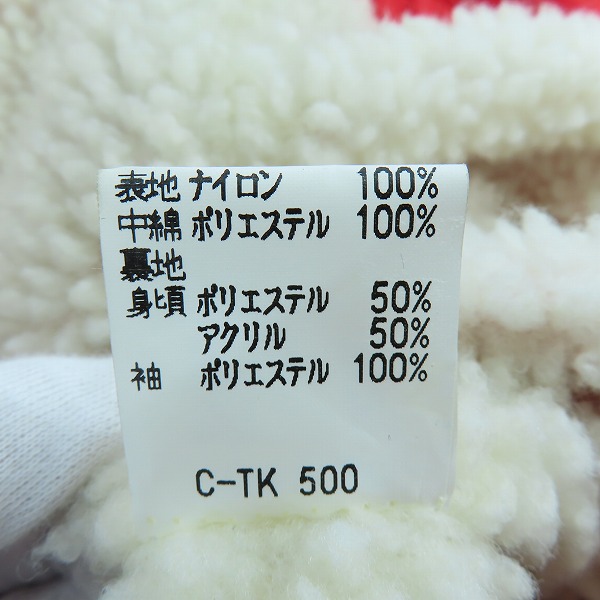 表地 ナイロン 100%
中綿 ポリエステル 100%
裏地
身頃 ポリエステル 50%
アクリル 50%
袖 ポリエステル 100%
C-TK 500